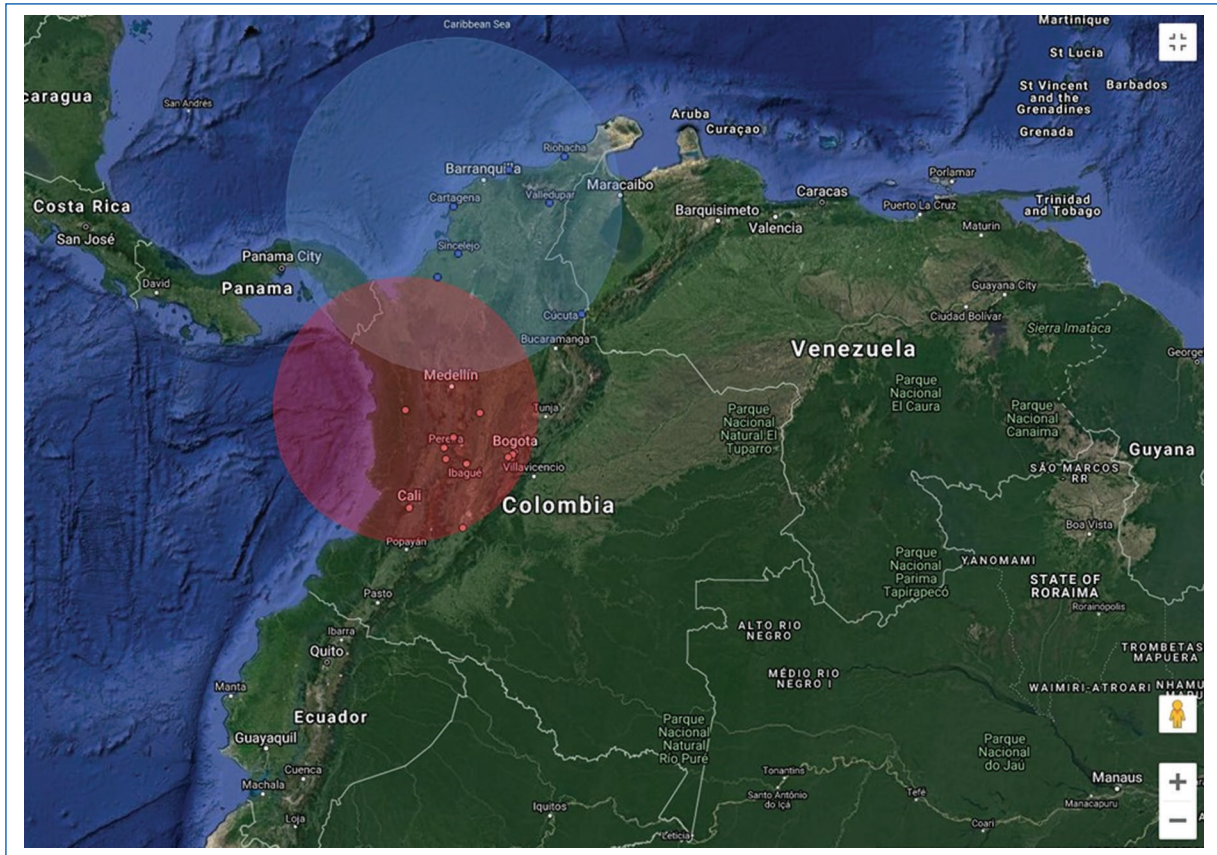 Caribbean Sea
Martinique
St Lucia
St Vincent
and the
Grenadines
Barbados
Grenada
caragua
San Andrés
Aruba
Curaçao
Riohacha
Barranquilla
Maracaibo
Valledupar
Cartagena
Porlamar
Caracas
Puerto La Cruz
Trinidad
and Tobago
Costa Rica
San José
Barquisimeto
Valencia
Maturin
Sincelejo
Panama City
David
Panama
Guayana City
Ciudad Bolívar
Cúcuta
Bucaramanga
Sierra Imataca
Venezuela
George
Medellín
Parque
Nacional
El Caura
Tunja
Parque
Nacional
Natural El
Tuparro
Parque
Nacional
Canaima
Pereira
Bogota
Ibagué
Villavicencio
Guyana
SÃO MARCOS
- RR
Cali
Colombia
Boa Vista
Popayán
Parque
Nacional
Parima
Tapirapecó
YANOMAMI
STATE OF
RORAIMA
Rorainópolis
Pasto
Ibarra
Quito
ALTO RIO
NEGRO
TROMBETAS
MAPUERA
MÉDIO RIO
NEGRO I
WAIMIRI-ATROARI
NHAMU
Manta
Ecuador
Guayaquil
Parque
Nacional
Natural
Río Puré
Parque
Nacional
do Jaú
Cuenca
Machala
Loja
Iquitos
Tonantins
Santo Antônio
do Içá
Tefé
Manaus
Manacapuru
Coari
Leticia